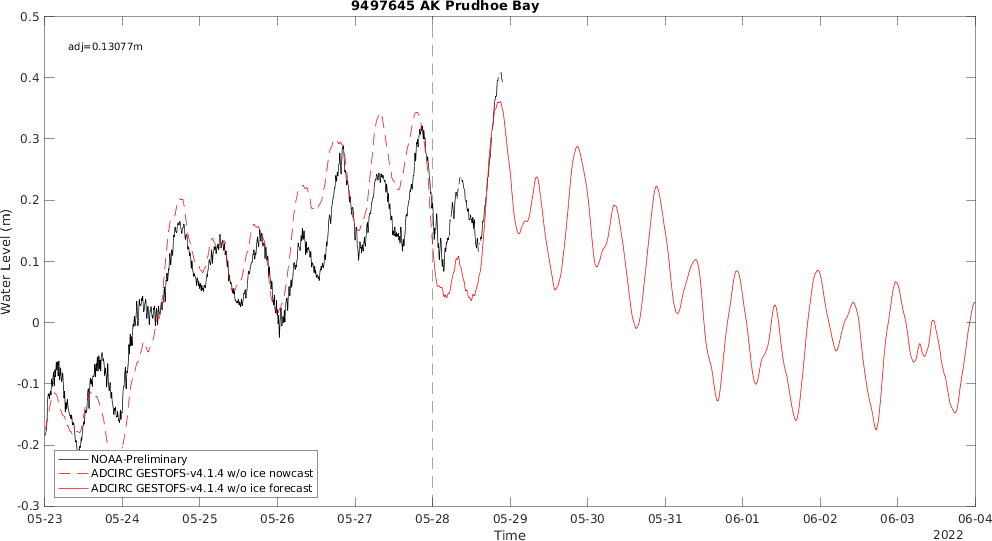 9497645 AK Prudhoe Bay
adj=0.13077m
Water Level (m)
0.5
0.4
0.3
0.2
0.1
0
-0.1
-0.2
-0.3
NOAA-Preliminary
ADCIRC GESTOFS-v4.1.4 w/o ice nowcast
ADCIRC GESTOFS-v4.1.4 w/o ice forecast
05-23 05-24 05-25 05-26 05-27 05-28 05-29 05-30 05-31 06-01 06-02 06-03 06-04
Time
2022